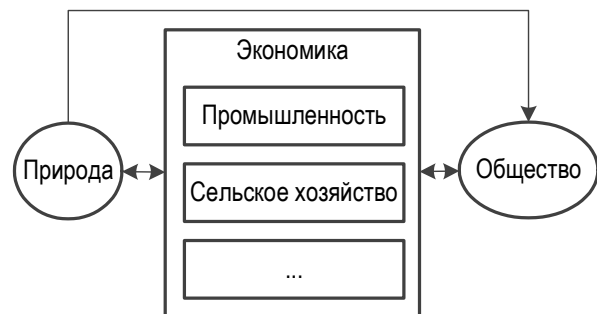 Экономика
Промышленность
Природа
Сельское хозяйство
Общество
...